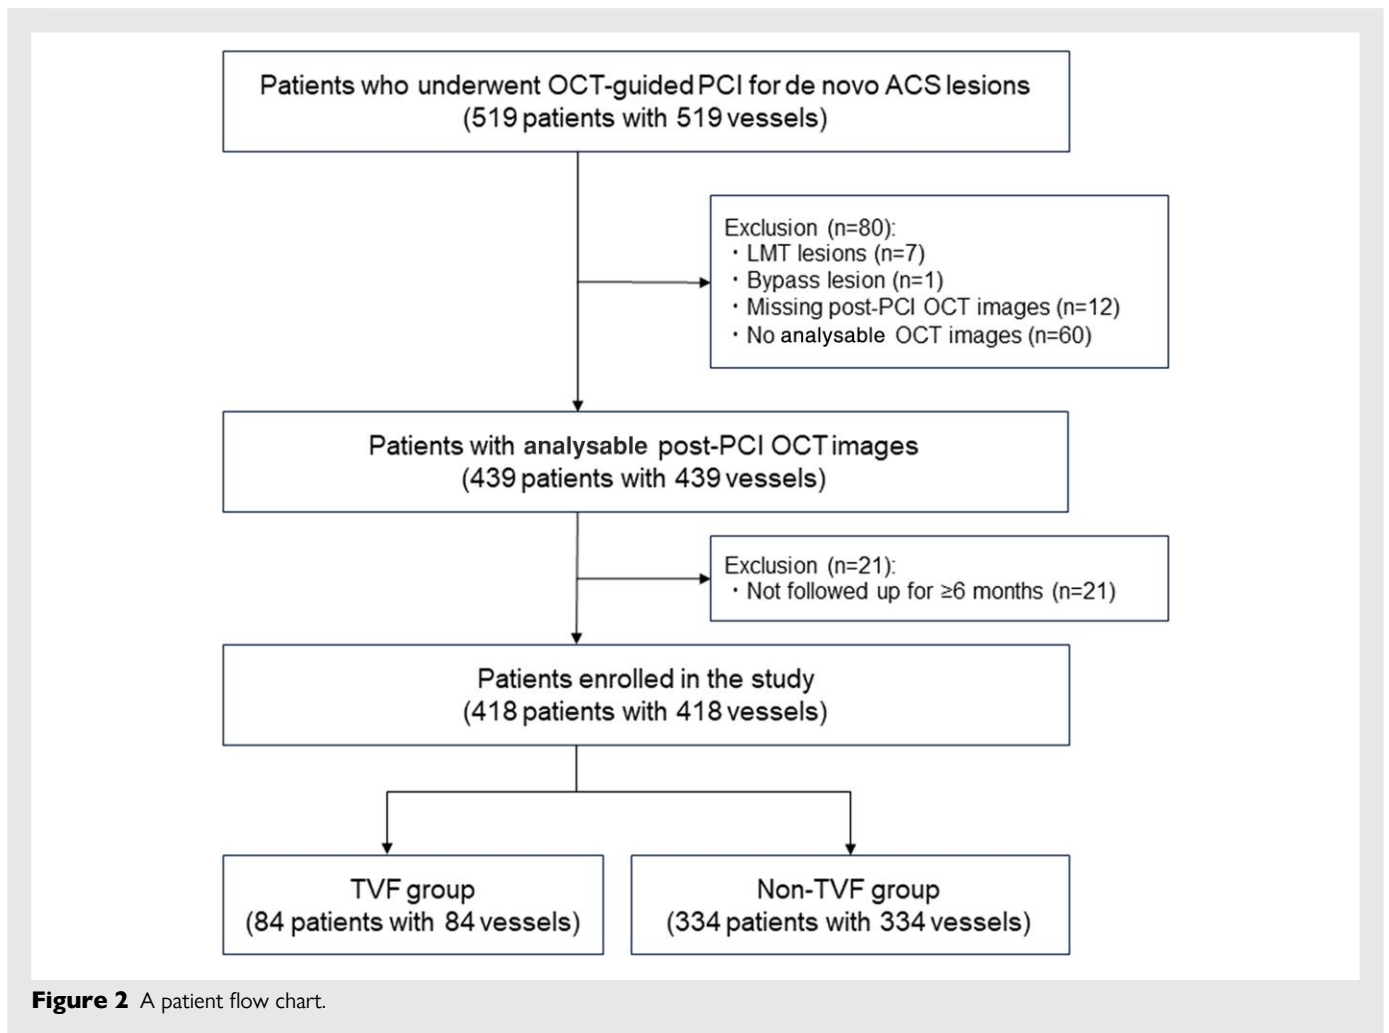 Patients who underwent OCT-guided PCI for de novo ACS lesions
(519 patients with 519 vessels)
Exclusion (n=80):
・LMT lesions (n=7)
・Bypass lesion (n=1)
・Missing post-PCI OCT images (n=12)
・No analysable OCT images (n=60)
Patients with analysable post-PCI OCT images
(439 patients with 439 vessels)
Exclusion (n=21):
・Not followed up for ≥6 months (n=21)
Patients enrolled in the study
(418 patients with 418 vessels)
TVF group
(84 patients with 84 vessels)
Non-TVF group
(334 patients with 334 vessels)
Figure 2 A patient flow chart.